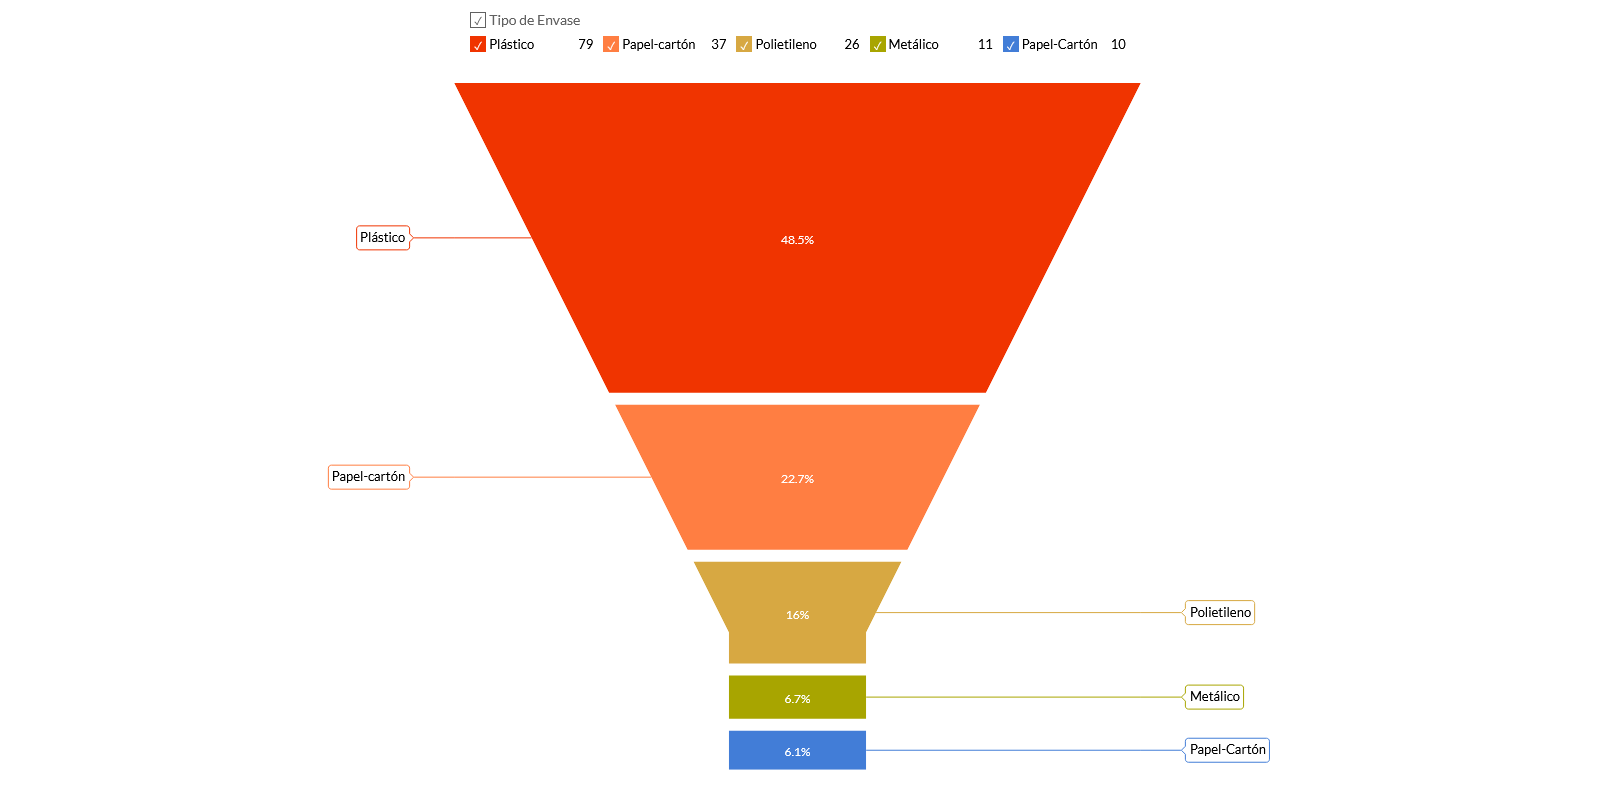 Tipo de Envase
Plástico 79 Papel-cartón 37 Polietileno 26 Metálico 11 Papel-Cartón 10
48.5%
Plástico
22.7%
Papel-cartón
16%
Polietileno
6.7%
Metálico
6.1%
Papel-Cartón